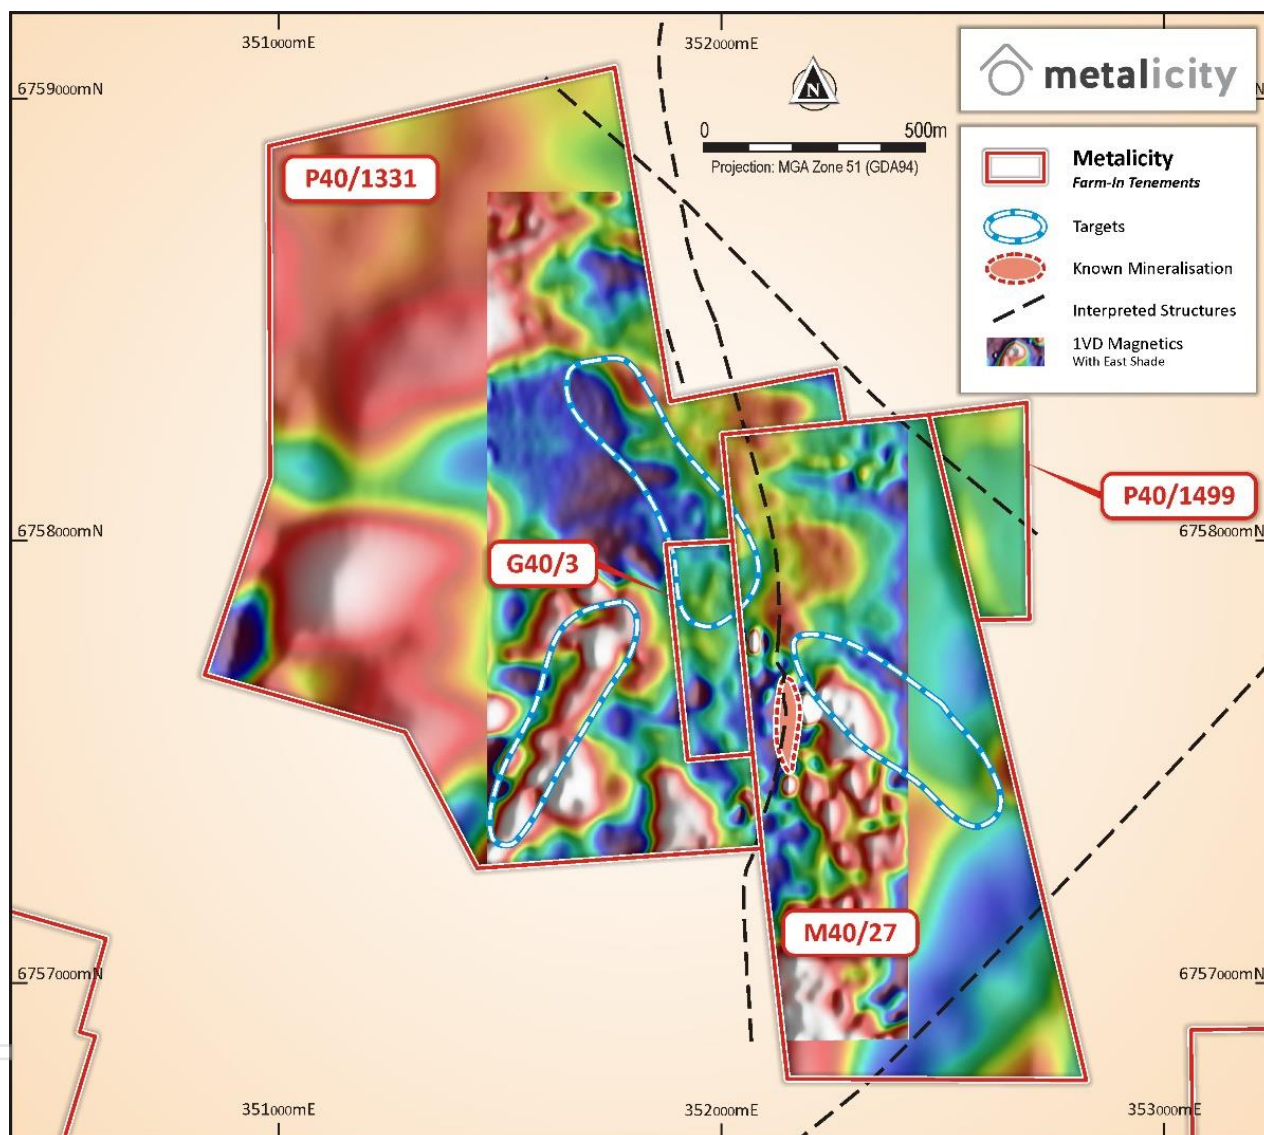 351000mE
352000mE
6759000mN
N
0
500m
Projection: MGA Zone 51 (GDA94)
metalicity
N
Metalicity
Farm-In Tenements
Targets
Known Mineralisation
Interpreted Structures
1VD Magnetics
With East Shade
P40/1331
P40/1499
6758000mN
6758000mN
G40/3
M40/27
6757000mN
6757000mN
351000mE
352000mE
353000mE